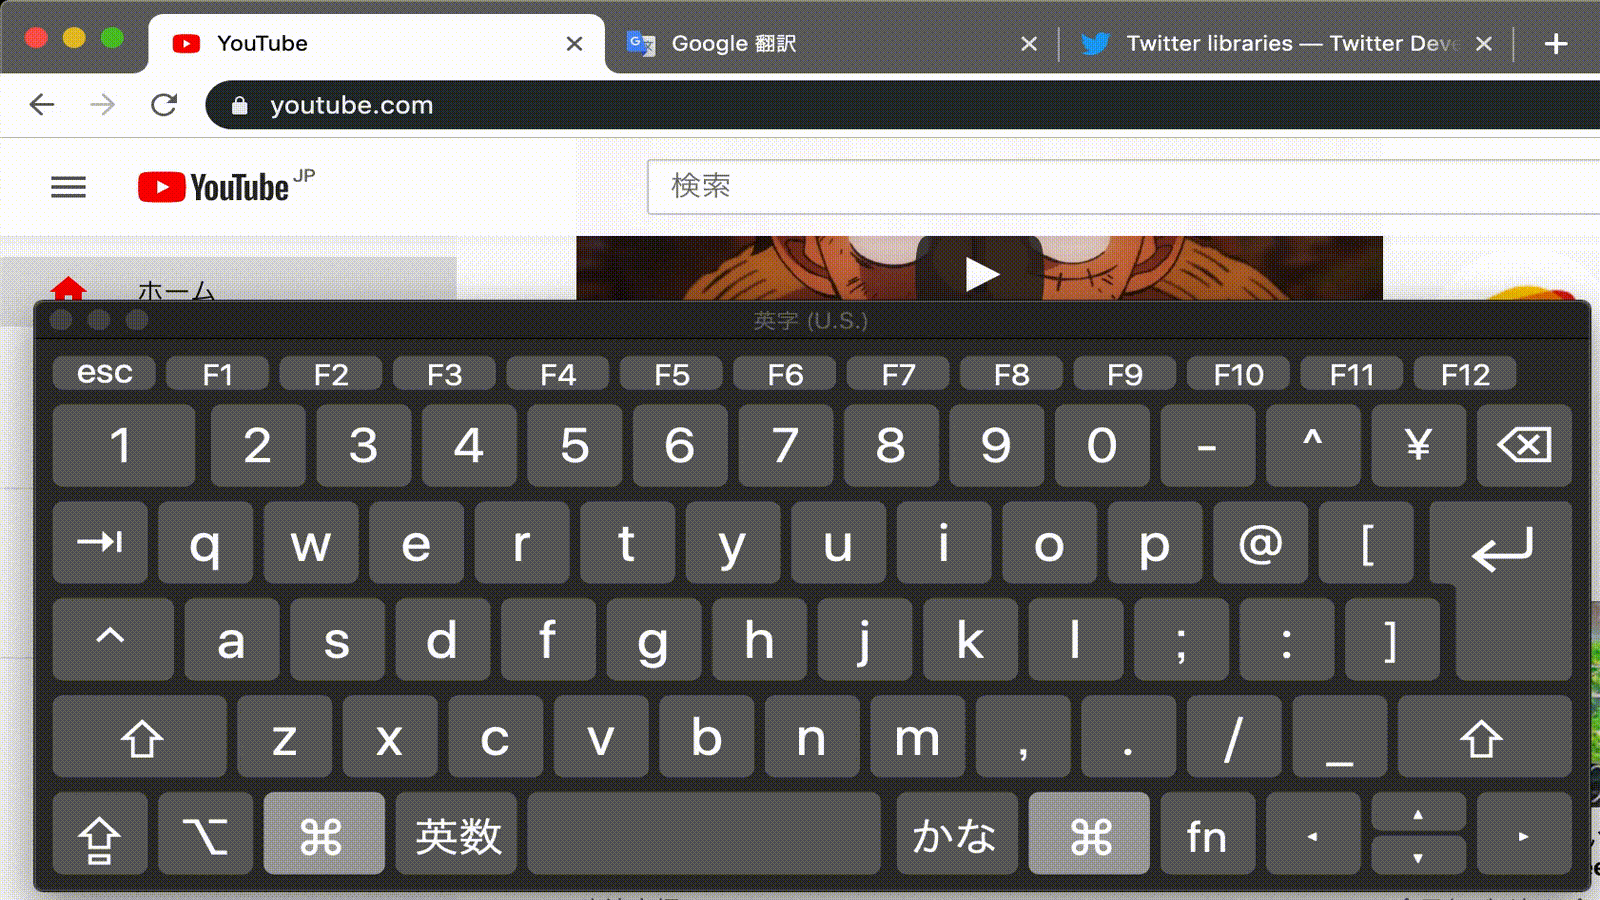 YouTube
Google 翻訳
Twitter libraries — Twitter Deve
youtube.com
YouTube JP
検索
ホーム
英字 (U.S.)
esc F1 F2 F3 F4 F5 F6 F7 F8 F9 F10 F11 F12
1 2 3 4 5 6 7 8 9 0 - ^ ¥ ⌫
⇥ q w e r t y u i o p @ [ ↵
^ a s d f g h j k l ; : ]
⇧ z x c v b n m , . / _ ⇧
⇪ ⌥ ⌘ 英数 かな ⌘ fn ◂ ▴ ▾ ▸